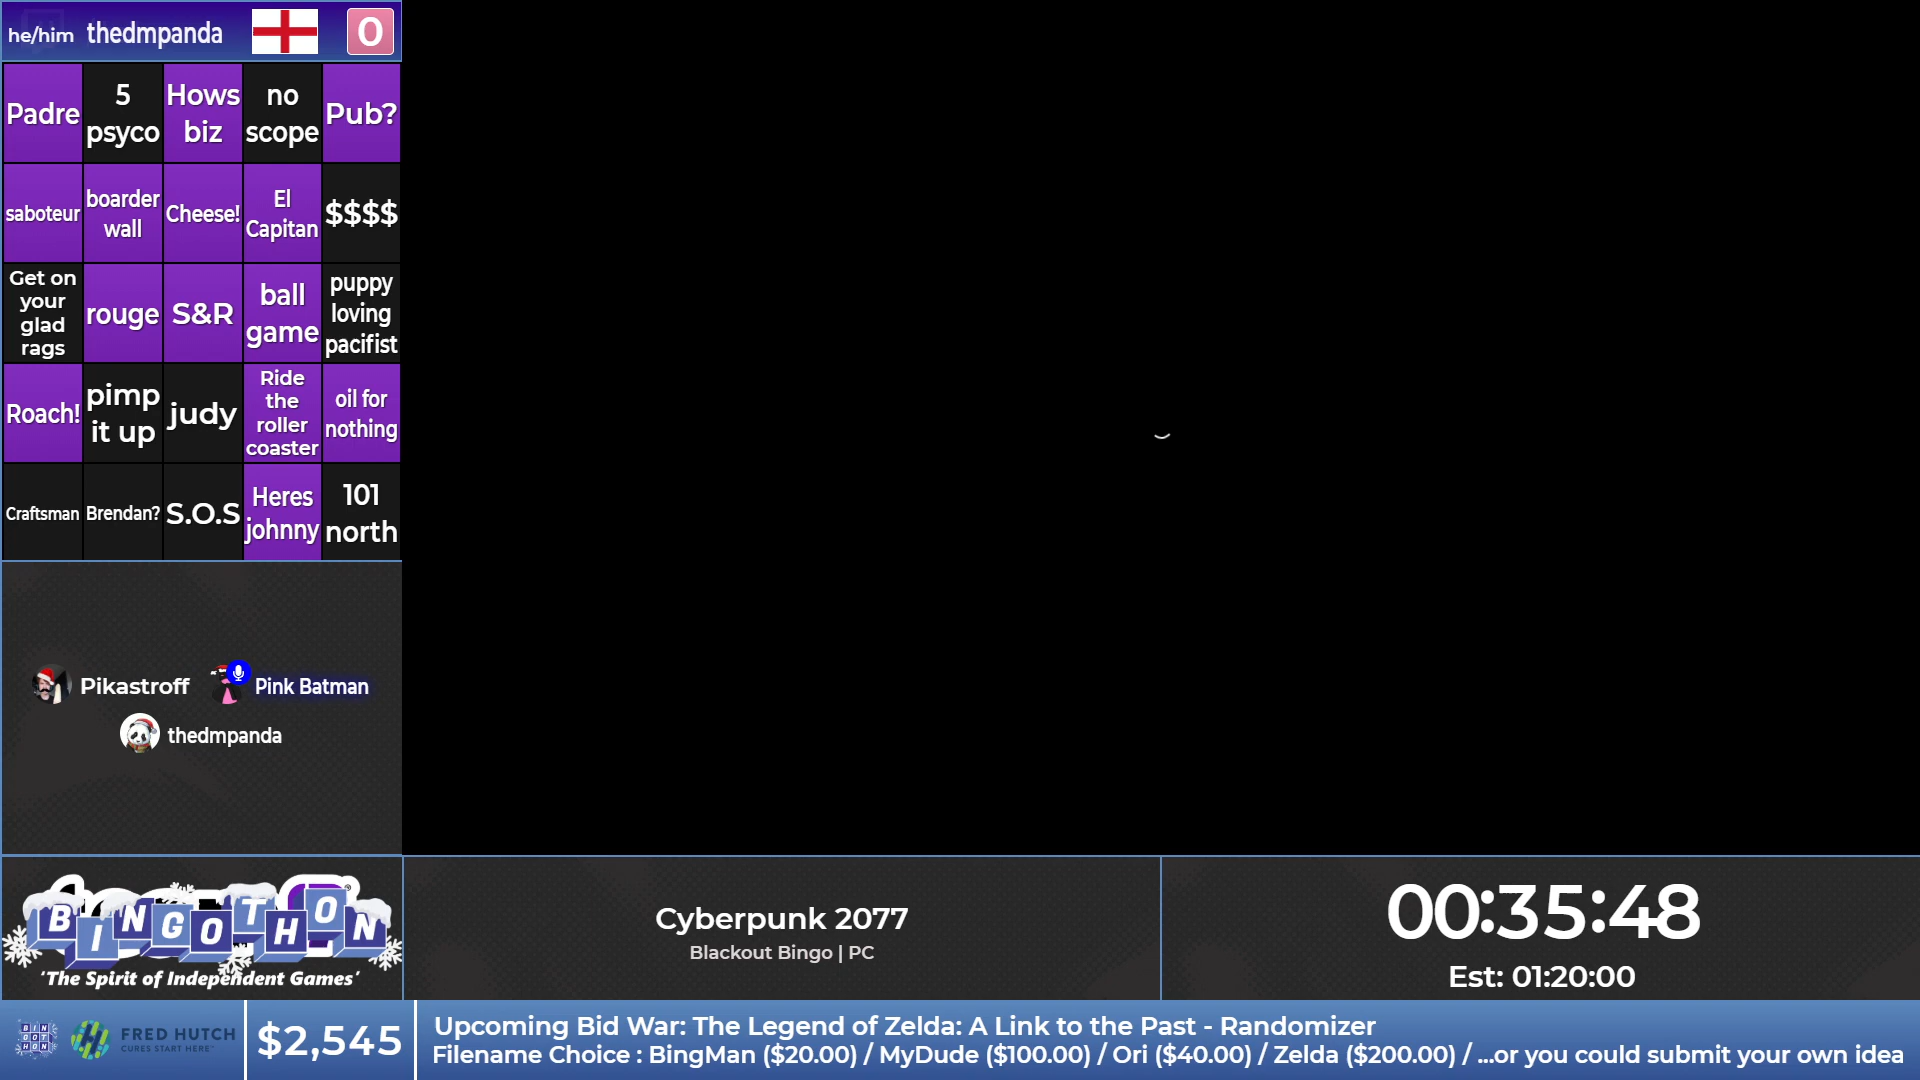 he/him thedmpanda 0
Padre
5
psyco
Hows
biz
no
scope
Pub?
saboteur
boarder
wall
Cheese!
El
Capitan
$$$$
Get on
your
glad
rags
rouge
S&R
ball
game
puppy
loving
pacifist
Roach!
pimp
it up
judy
Ride
the
roller
coaster
oil for
nothing
Craftsman
Brendan?
S.O.S
Heres
johnny
101
north
Pikastroff
Pink Batman
thedmpanda
BINGOTHON
'The Spirit of Independent Games'
Cyberpunk 2077
Blackout Bingo | PC
00:35:48
Est: 01:20:00
BINGOTHON
FRED HUTCH
CURES START HERE™
$2,545
Upcoming Bid War: The Legend of Zelda: A Link to the Past - Randomizer
Filename Choice : BingMan ($20.00) / MyDude ($100.00) / Ori ($40.00) / Zelda ($200.00) / ...or you could submit your own idea